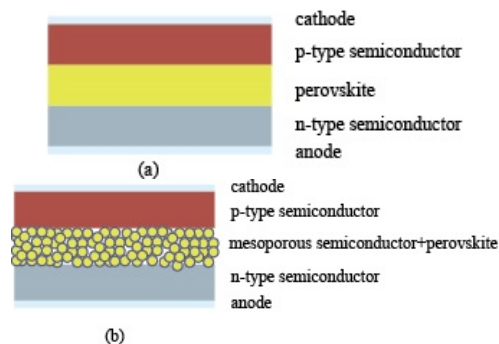 cathode
p-type semiconductor
perovskite
n-type semiconductor
anode
(a)
cathode
p-type semiconductor
mesoporous semiconductor+perovskite
n-type semiconductor
anode
(b)